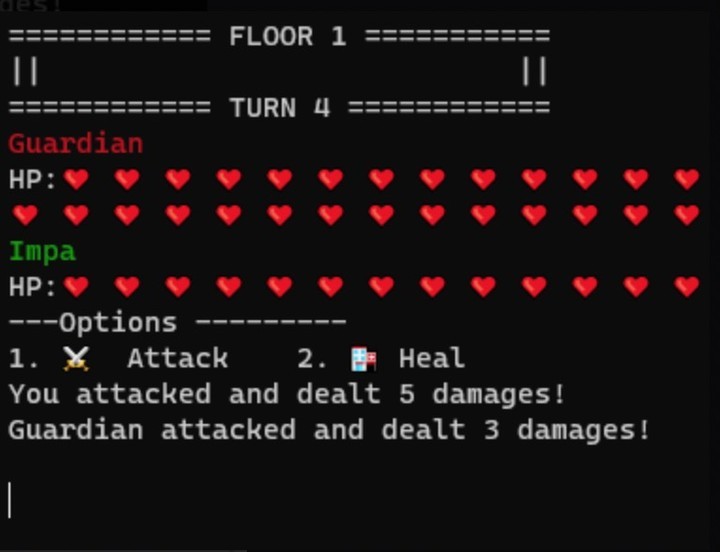 ============ FLOOR 1 ===========
||                             ||
============ TURN 4 ============
Guardian
HP:❤️ ❤️ ❤️ ❤️ ❤️ ❤️ ❤️ ❤️ ❤️ ❤️ ❤️ ❤️ ❤️
❤️ ❤️ ❤️ ❤️ ❤️ ❤️ ❤️ ❤️ ❤️ ❤️ ❤️ ❤️ ❤️ ❤️
Impa
HP:❤️ ❤️ ❤️ ❤️ ❤️ ❤️ ❤️ ❤️ ❤️ ❤️ ❤️ ❤️ ❤️
---Options ---------
1. ⚔️  Attack    2. 🏥 Heal
You attacked and dealt 5 damages!
Guardian attacked and dealt 3 damages!